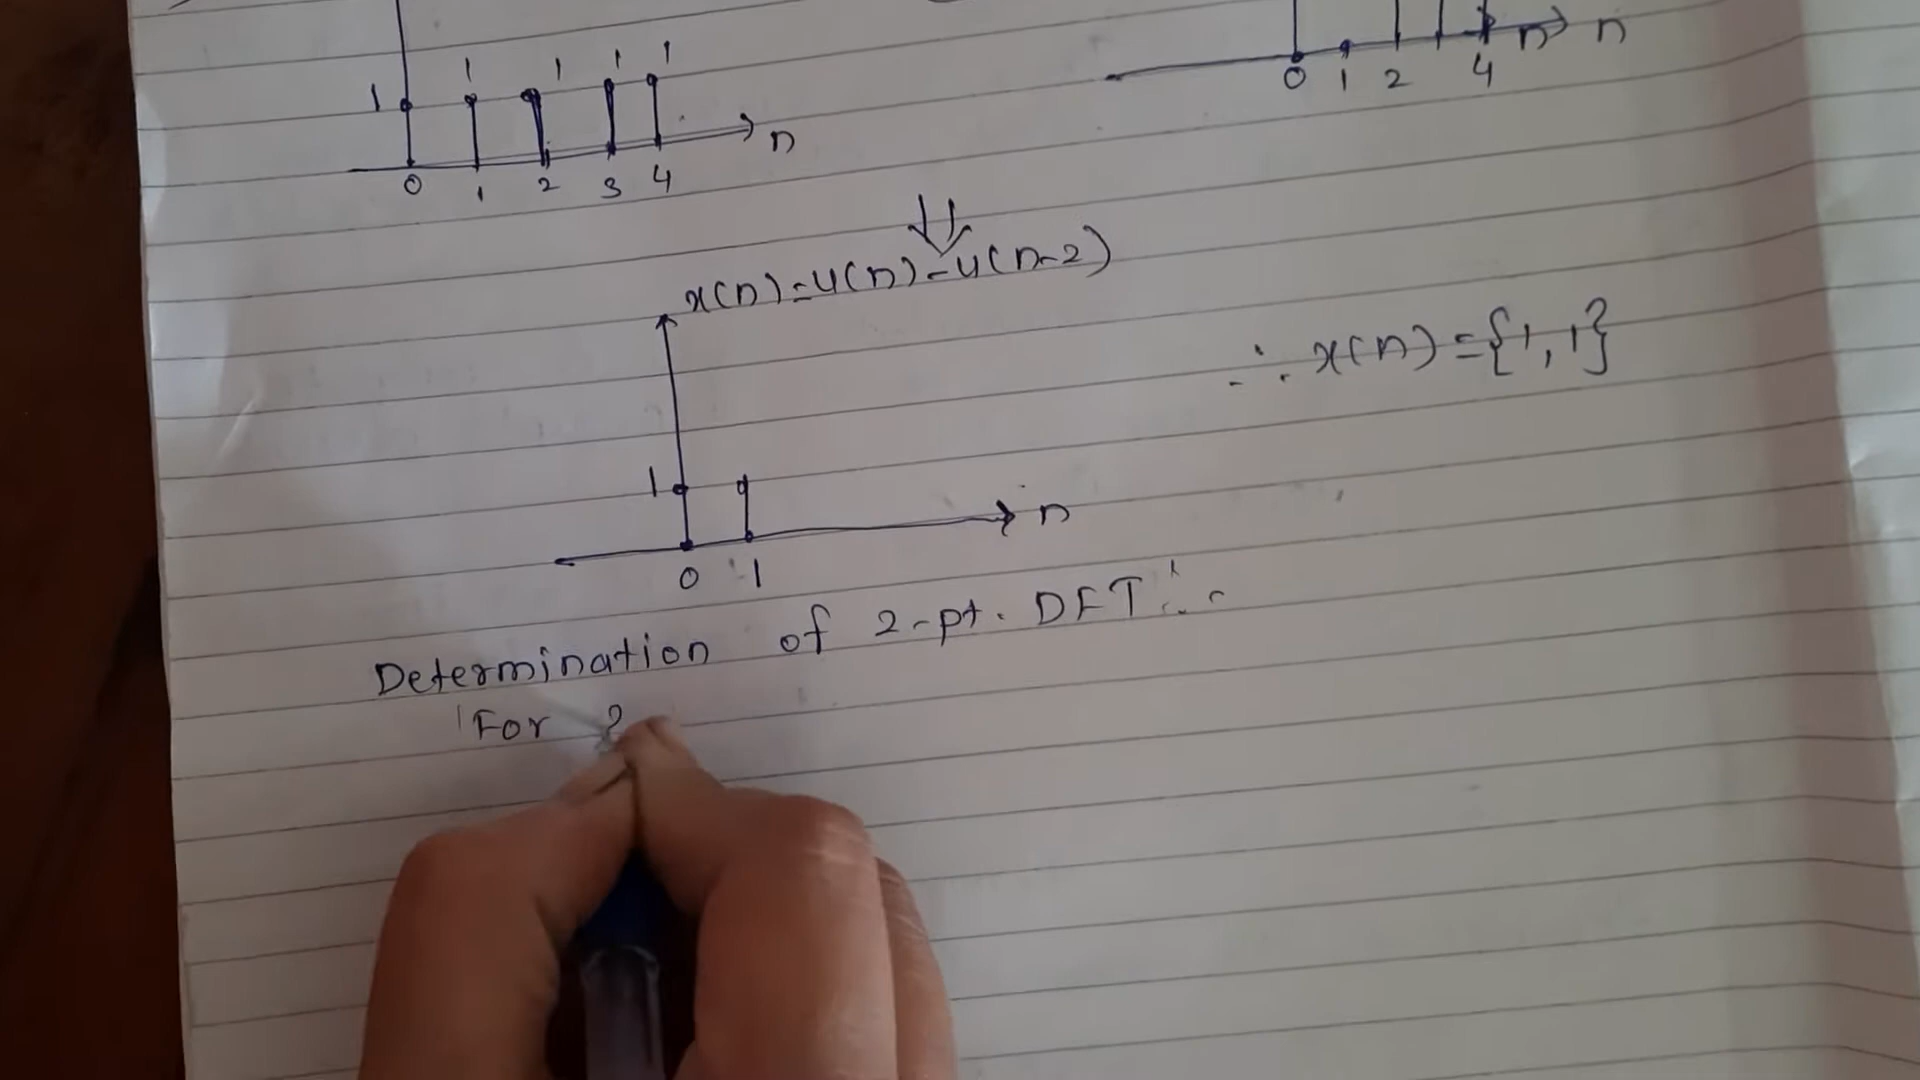 1 1 1 1 1
n
0 1 2 3 4
n n
0 1 2 4
x(n)=u(n)-u(n-2)
∴ x(n)={1,1}
1
n
0 1
Determination of 2-pt. DFT:-
For 2